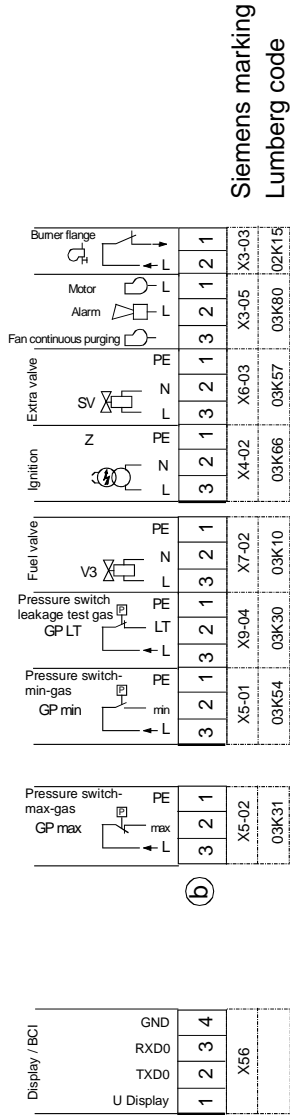 Siemens marking
Lumberg code
Burner flange
L
1
2
X3-03
02K15
Motor
L
Alarm
L
Fan continuous purging
1
2
3
X3-05
03K80
Extra valve
SV
PE
N
L
1
2
3
X6-03
03K57
Ignition
Z
PE
N
L
1
2
3
X4-02
03K66
Fuel valve
V3
PE
N
L
1
2
3
X7-02
03K10
Pressure switch
leakage test gas
GP LT
P
PE
LT
L
1
2
3
X9-04
03K30
Pressure switch-
min-gas
GP min
P
PE
min
L
1
2
3
X5-01
03K54
Pressure switch-
max-gas
GP max
P
PE
max
L
1
2
3
X5-02
03K31
b
Display / BCI
GND
RXD0
TXD0
U Display
4
3
2
1
X56